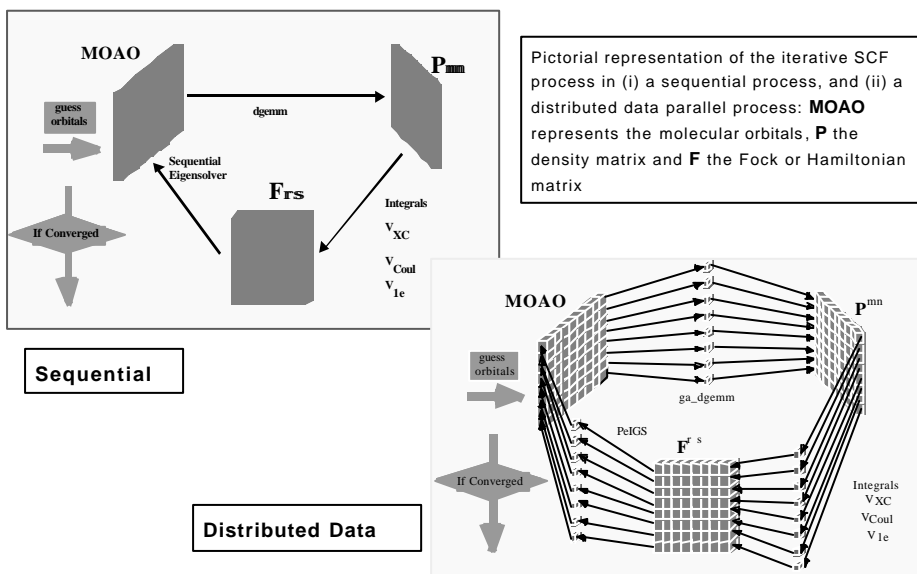 MOAO
Pmn
guess
orbitals
dgemm
Sequential
Eigensolver
Frs
Integrals
VXC
VCoul
V1e
If Converged
Sequential
Pictorial representation of the iterative SCF
process in (i) a sequential process, and (ii) a
distributed data parallel process: MOAO
represents the molecular orbitals, P the
density matrix and F the Fock or Hamiltonian
matrix
MOAO
Pmn
guess
orbitals
ga_dgemm
PeIGS
Fr s
If Converged
Integrals
VXC
VCoul
V1e
Distributed Data